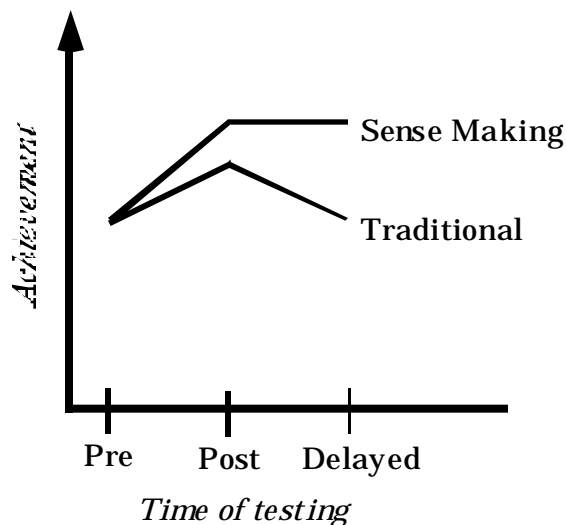 Sense Making
Traditional
Achievement
Pre
Post
Delayed
Time of testing